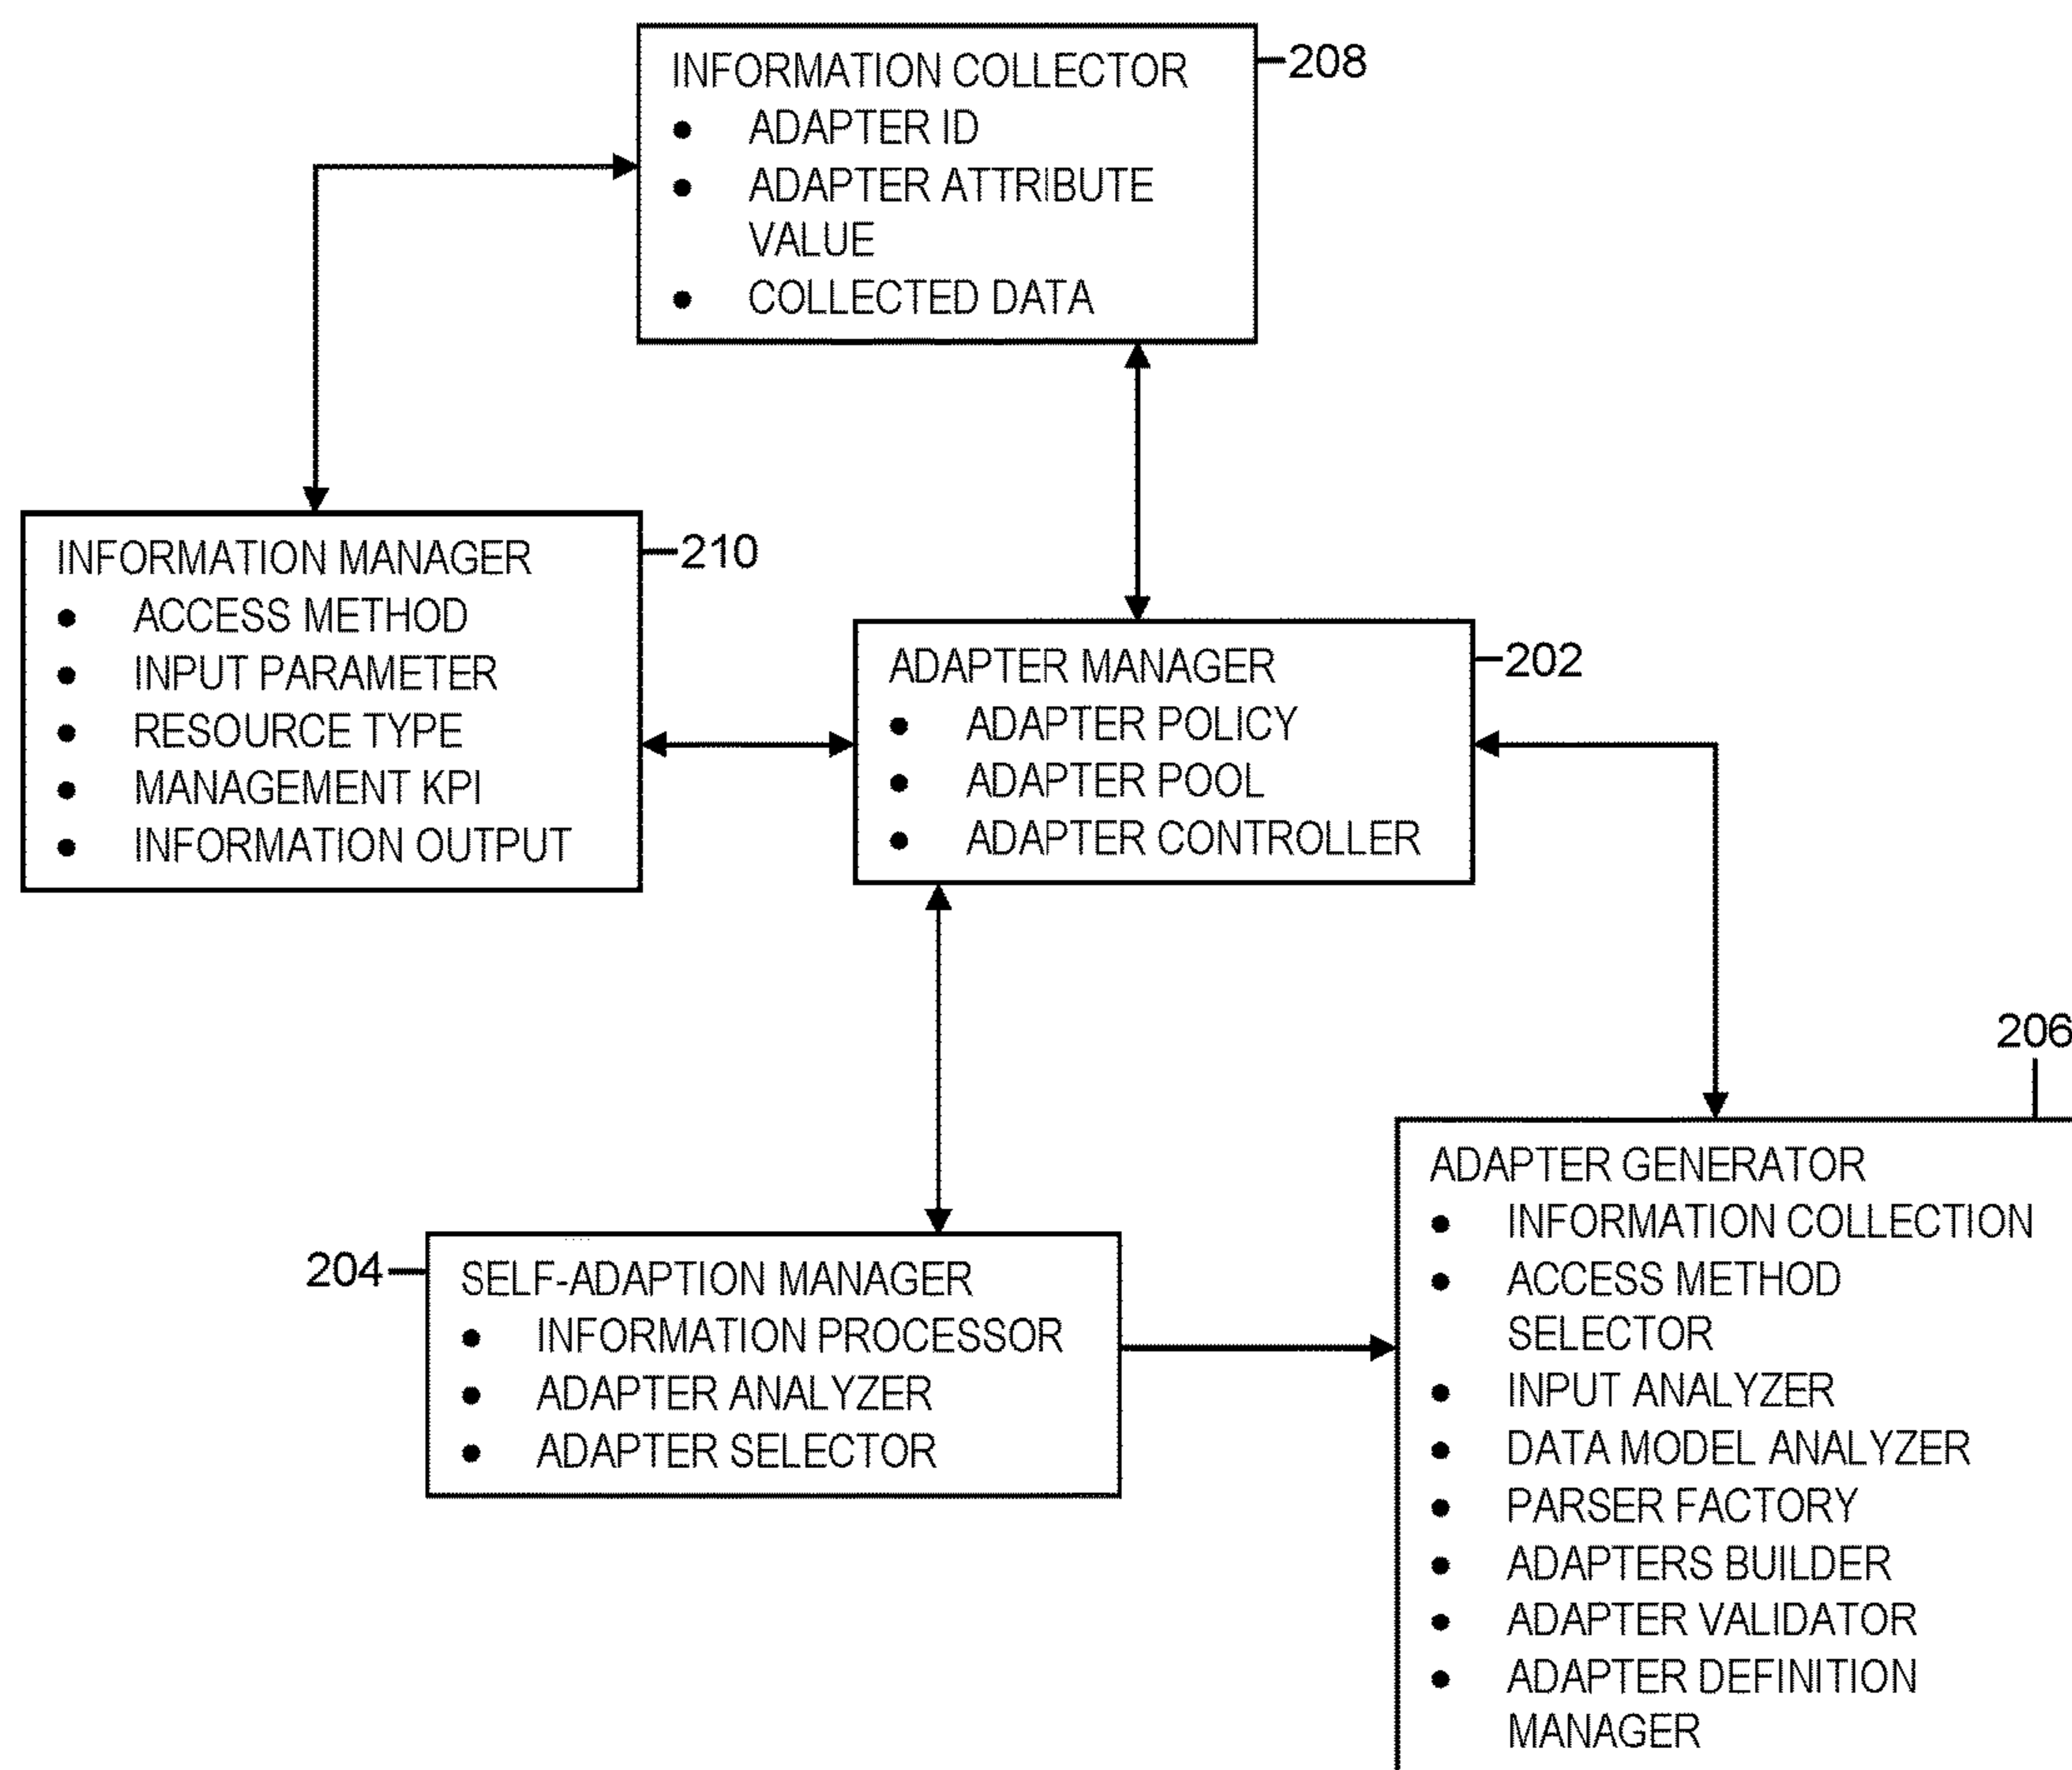 INFORMATION COLLECTOR
• ADAPTER ID
• ADAPTER ATTRIBUTE
VALUE
• COLLECTED DATA
208
INFORMATION MANAGER
• ACCESS METHOD
• INPUT PARAMETER
• RESOURCE TYPE
• MANAGEMENT KPI
• INFORMATION OUTPUT
210
ADAPTER MANAGER
• ADAPTER POLICY
• ADAPTER POOL
• ADAPTER CONTROLLER
202
204
SELF-ADAPTION MANAGER
• INFORMATION PROCESSOR
• ADAPTER ANALYZER
• ADAPTER SELECTOR
206
ADAPTER GENERATOR
• INFORMATION COLLECTION
• ACCESS METHOD
SELECTOR
• INPUT ANALYZER
• DATA MODEL ANALYZER
• PARSER FACTORY
• ADAPTERS BUILDER
• ADAPTER VALIDATOR
• ADAPTER DEFINITION
MANAGER